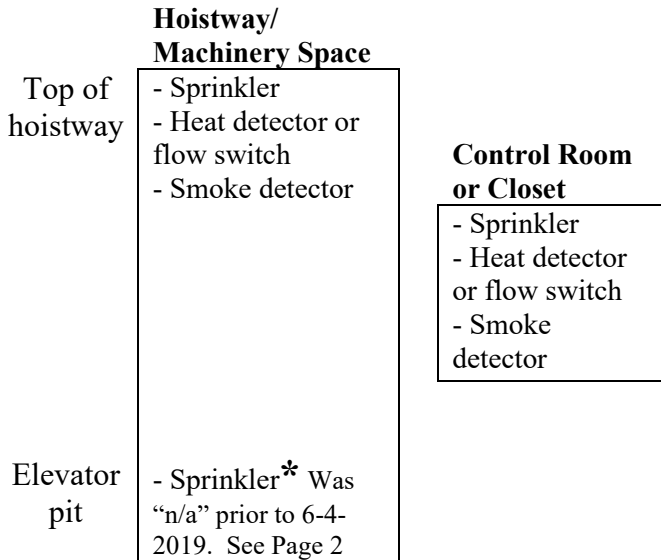 Hoistway/
Machinery Space
Top of
hoistway
- Sprinkler
- Heat detector or
flow switch
- Smoke detector
Control Room
or Closet
- Sprinkler
- Heat detector
or flow switch
- Smoke
detector
Elevator
pit
- Sprinkler* Was
“n/a” prior to 6-4-
2019.  See Page 2